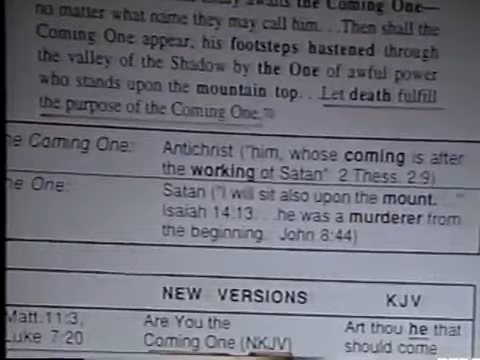 the Coming One—
no matter what name they may call him. . .Then shall the
Coming One appear, his footsteps hastened through
the valley of the Shadow by the One of awful power
who stands upon the mountain top. . .Let death fulfill
the purpose of the Coming One."
he Coming One: Antichrist ("him, whose coming is after
the working of Satan" 2 Thess. 2:9)
he One: Satan ("I will sit also upon the mount.
Isaiah 14:13. . .he was a murderer from
the beginning. John 8:44)
NEW VERSIONS KJV
Matt.11:3, Are You the Art thou he that
Luke 7:20 Coming One (NKJV) should come